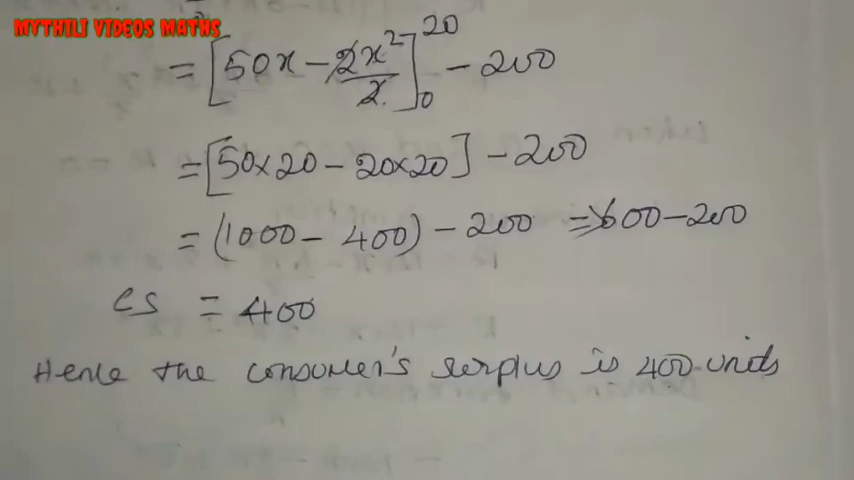 MYTHILI VIDEOS MATHS
= [50x - 2x²/2]₀²⁰ - 200
= [50×20 - 20×20] - 200
= (1000 - 400) - 200 = 600 - 200
CS = 400
Hence the consumer's surplus is 400 units